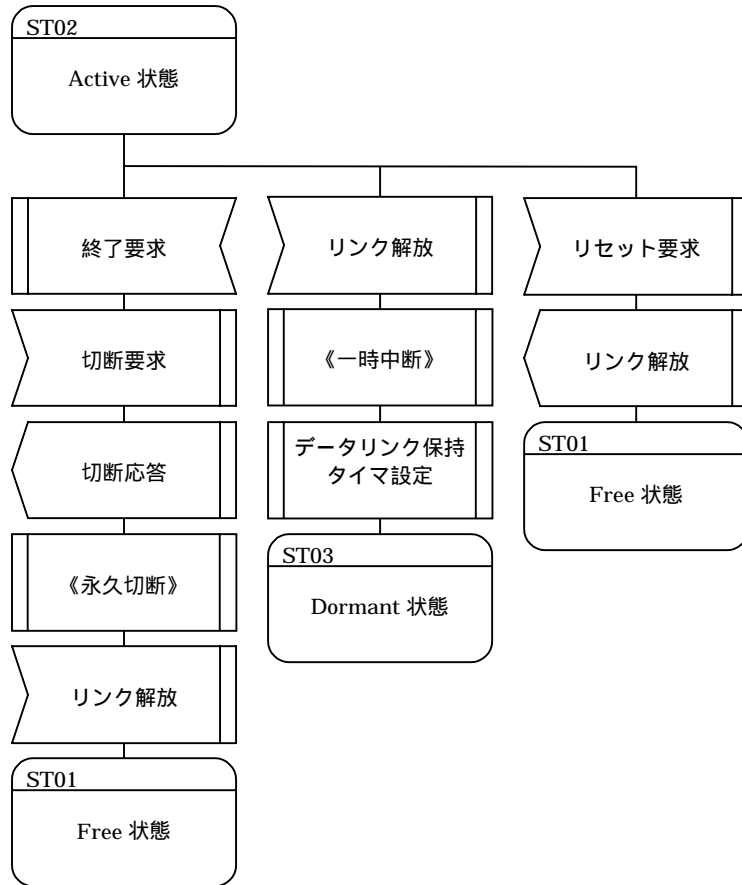 ST02
Active 状態
終了要求
リンク解放
リセット要求
切断要求
《一時中断》
リンク解放
切断応答
データリンク保持
タイマ設定
ST01
Free 状態
《永久切断》
ST03
Dormant 状態
リンク解放
ST01
Free 状態